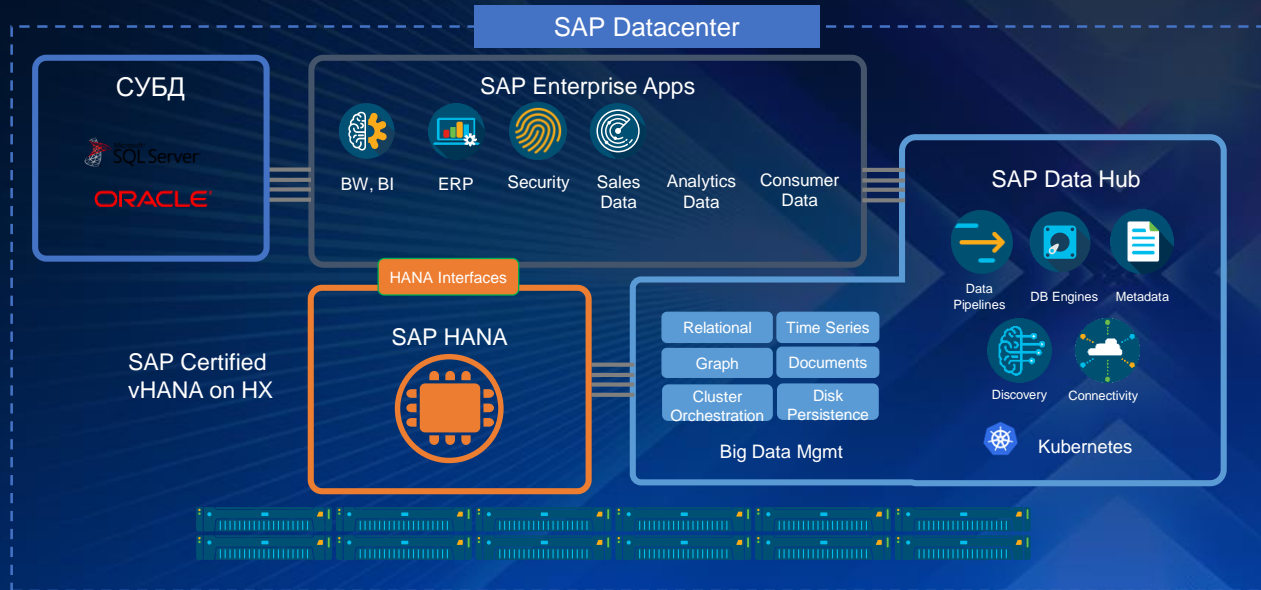 SAP Datacenter
СУБД
Microsoft
SQL Server
ORACLE
SAP Enterprise Apps
BW, BI
ERP
Security
Sales
Data
Analytics
Data
Consumer
Data
HANA Interfaces
SAP HANA
SAP Certified
vHANA on HX
Relational
Time Series
Graph
Documents
Cluster
Orchestration
Disk
Persistence
Big Data Mgmt
SAP Data Hub
Data
Pipelines
DB Engines
Metadata
Discovery
Connectivity
Kubernetes